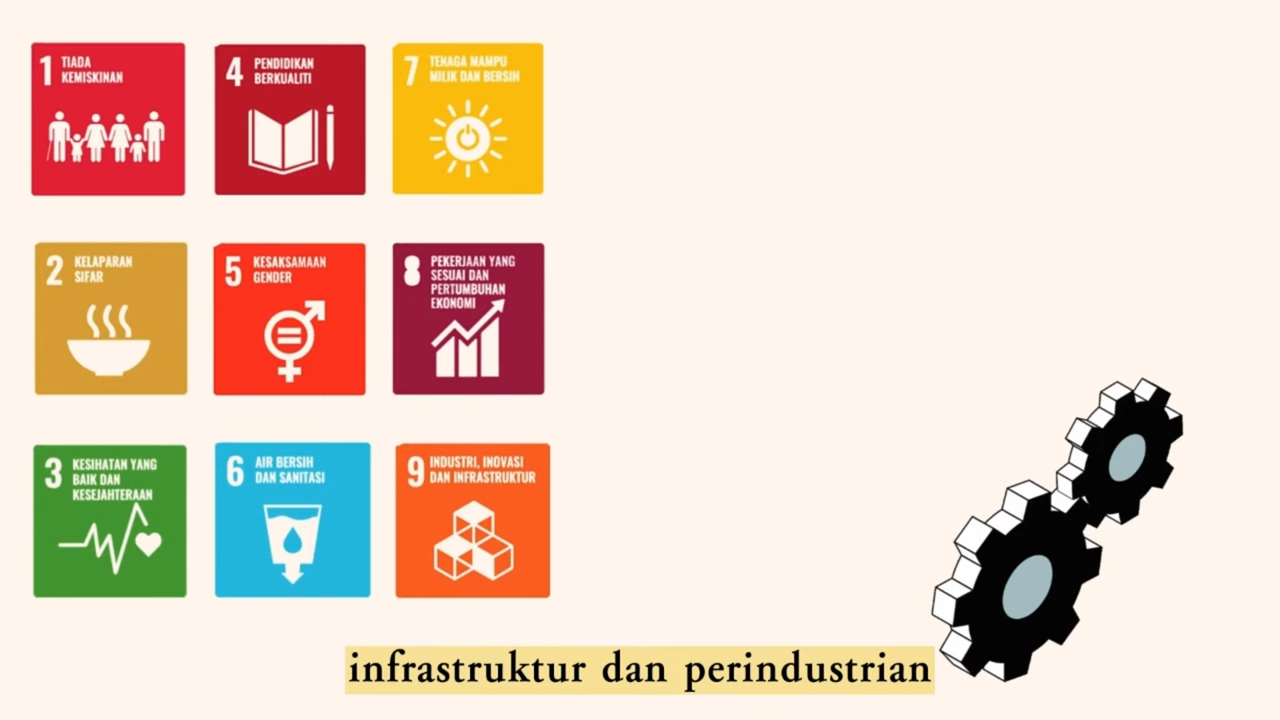 1 TIADA
KEMISKINAN
4 PENDIDIKAN
BERKUALITI
7 TENAGA MAMPU
MILIK DAN BERSIH
2 KELAPARAN
SIFAR
5 KESAKSAMAAN
GENDER
8 PEKERJAAN YANG
SESUAI DAN
PERTUMBUHAN
EKONOMI
3 KESIHATAN YANG
BAIK DAN
KESEJAHTERAAN
6 AIR BERSIH
DAN SANITASI
9 INDUSTRI, INOVASI
DAN INFRASTRUKTUR
infrastruktur dan perindustrian